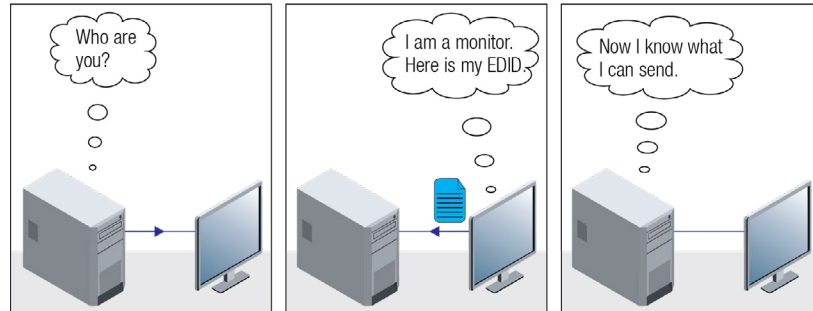 Who are
you?
I am a monitor.
Here is my EDID.
Now I know what
I can send.